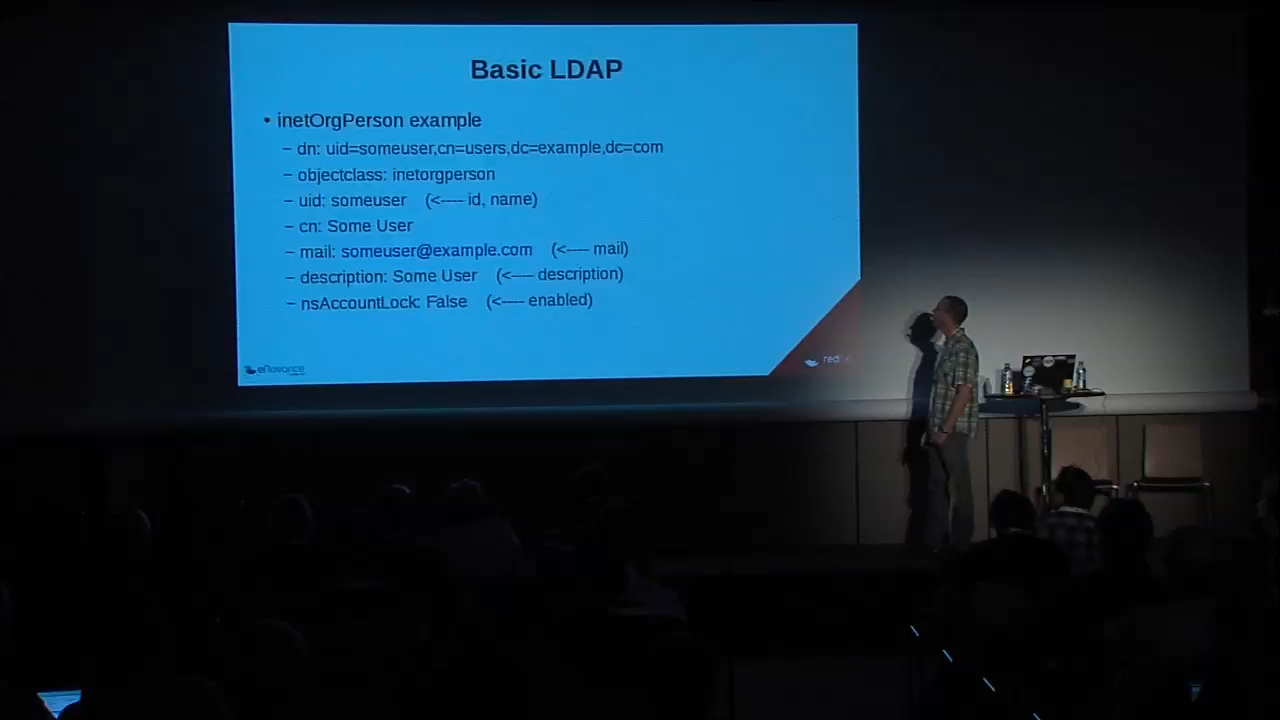 Basic LDAP
• inetOrgPerson example
– dn: uid=someuser,cn=users,dc=example,dc=com
– objectclass: inetorgperson
– uid: someuser (<---- id, name)
– cn: Some User
– mail: someuser@example.com (<---- mail)
– description: Some User (<---- description)
– nsAccountLock: False (<---- enabled)
eNovance